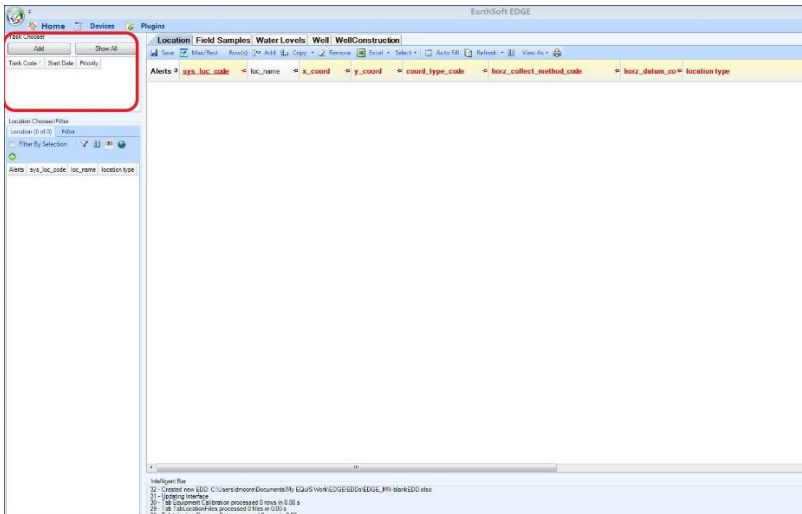 EarthSoft EDGE
Home Devices Plugins
Task Chooser
Add Show All
Task Code Start Date Priority
Location Chooser/Filter
Location (0 of 0) Filter
Filter By Selection
Alerts sys_loc_code loc_name location type
Location Field Samples Water Levels Well WellConstruction
Save Max/Rest Row(s): Add Copy Remove Excel Select Auto Fill Refresh View As
Alerts sys_loc_code loc_name x_coord y_coord coord_type_code horz_collect_method_code horz_datum_co location type
Intelligent Bar
32 - Created new EDD: C:\Users\dmoore\Documents\My EQuIS Work\EDGE\EDDs\EDGE_MN-blankEDD.xlsx
31 - Updating Interface
30 - Tab Equipment Calibration processed 0 rows in 0.00 s
29 - Tab TabLocationFiles processed 0 files in 0.00 s